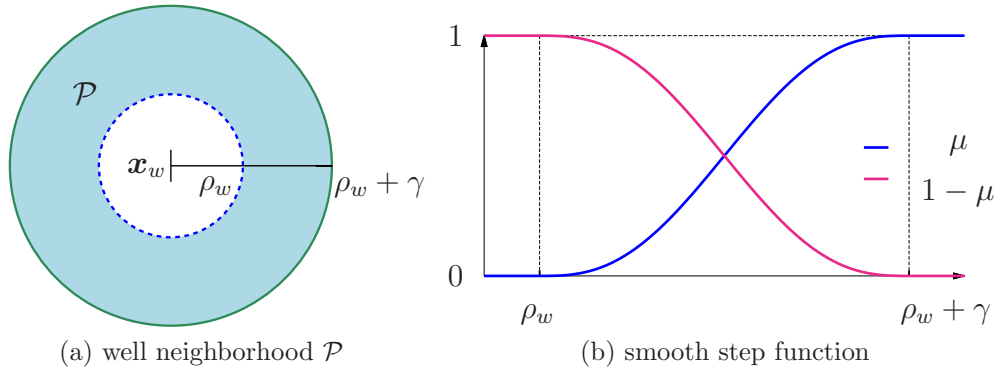 𝒫
𝒙_w
ρ_w
ρ_w + γ
(a) well neighborhood 𝒫
1
0
μ
1 − μ
ρ_w
ρ_w + γ
(b) smooth step function